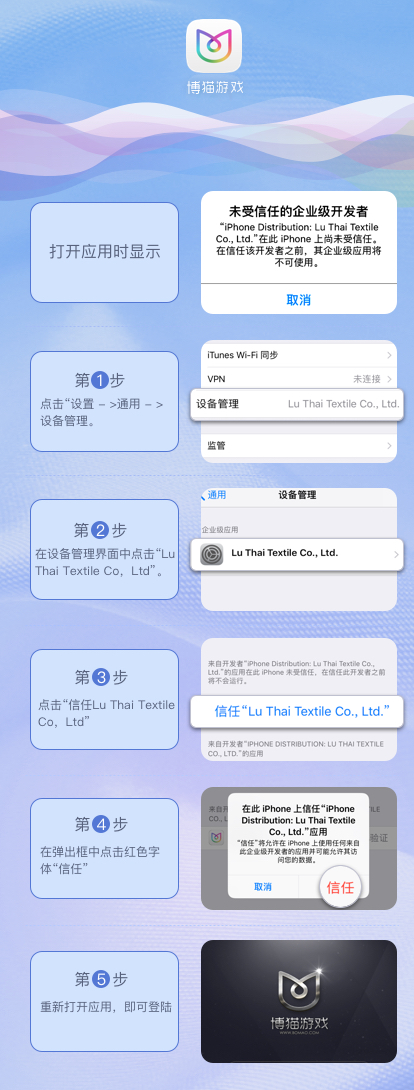 博猫游戏
打开应用时显示
未受信任的企业级开发者
“iPhone Distribution: Lu Thai Textile
Co., Ltd.”在此 iPhone 上尚未受信任。
在信任该开发者之前，其企业级应用将
不可使用。
取消
第1步
点击“设置 - >通用 - >
设备管理。
iTunes Wi-Fi 同步
VPN 未连接
设备管理 Lu Thai Textile Co., Ltd.
监管
第2步
在设备管理界面中点击“Lu
Thai Textile Co，Ltd”。
通用 设备管理
企业级应用
Lu Thai Textile Co., Ltd.
第3步
点击“信任Lu Thai Textile
Co，Ltd”
来自开发者“iPhone Distribution: Lu Thai Textile Co.,
Ltd.”的应用在此 iPhone 未受信任，在信任此开发者之前
将不会运行。
信任“Lu Thai Textile Co., Ltd.”
来自开发者“IPHONE DISTRIBUTION: LU THAI TEXTILE
CO., LTD.”的应用
第4步
在弹出框中点击红色字
体“信任”
在此 iPhone 上信任“iPhone
Distribution: Lu Thai Textile
Co., Ltd.”应用
“信任”将允许在 iPhone 上使用任何来自
此企业级开发者的应用并可能允许其访
问您的数据。
取消
信任
验证
第5步
重新打开应用，即可登陆
博猫游戏